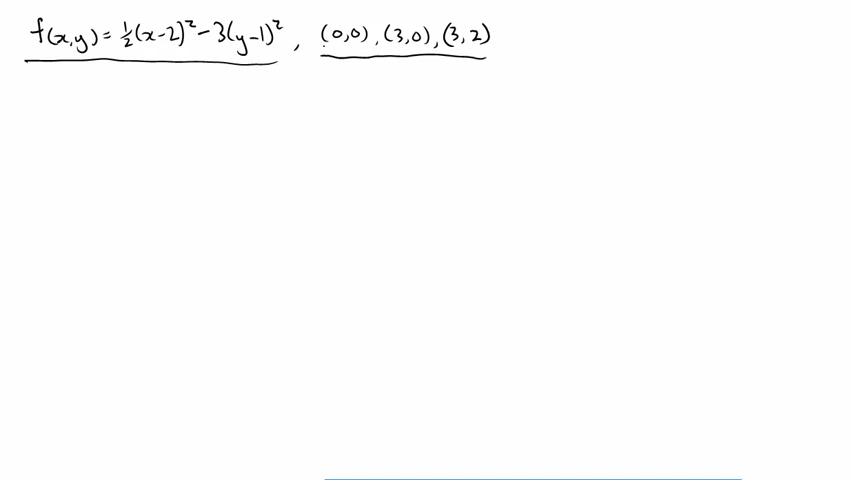 f(x,y) = ½(x-2)² - 3(y-1)² , (0,0), (3,0), (3,2)